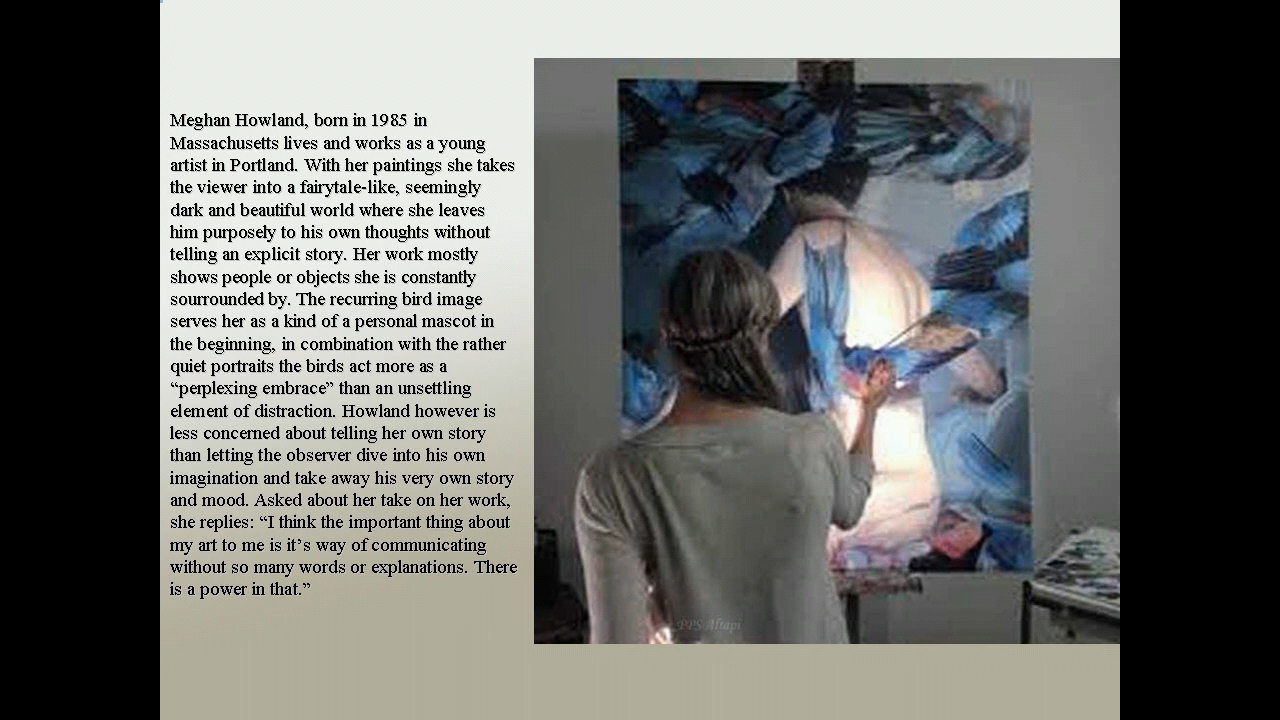 Meghan Howland, born in 1985 in
Massachusetts lives and works as a young
artist in Portland. With her paintings she takes
the viewer into a fairytale-like, seemingly
dark and beautiful world where she leaves
him purposely to his own thoughts without
telling an explicit story. Her work mostly
shows people or objects she is constantly
sourrounded by. The recurring bird image
serves her as a kind of a personal mascot in
the beginning, in combination with the rather
quiet portraits the birds act more as a
“perplexing embrace” than an unsettling
element of distraction. Howland however is
less concerned about telling her own story
than letting the observer dive into his own
imagination and take away his very own story
and mood. Asked about her take on her work,
she replies: “I think the important thing about
my art to me is it’s way of communicating
without so many words or explanations. There
is a power in that.”
PPS Aftapi